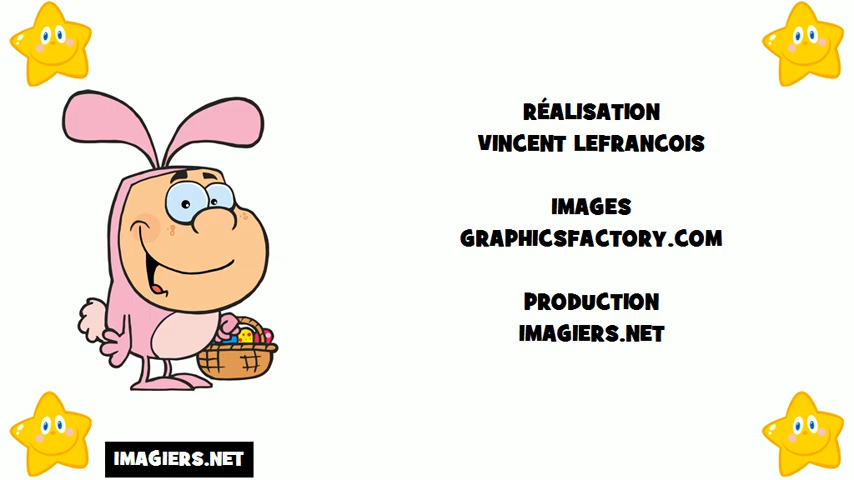 RÉALISATION
VINCENT LEFRANCOIS
IMAGES
GRAPHICSFACTORY.COM
PRODUCTION
IMAGIERS.NET
IMAGIERS.NET